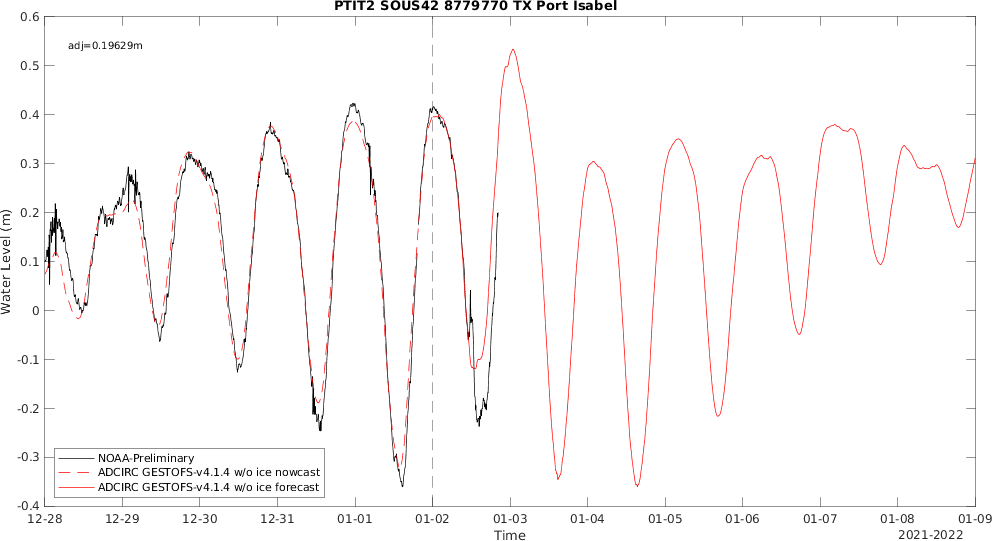 PTIT2 SOUS42 8779770 TX Port Isabel
adj=0.19629m
0.6
0.5
0.4
0.3
0.2
0.1
0
-0.1
-0.2
-0.3
-0.4
Water Level (m)
NOAA-Preliminary
ADCIRC GESTOFS-v4.1.4 w/o ice nowcast
ADCIRC GESTOFS-v4.1.4 w/o ice forecast
12-28 12-29 12-30 12-31 01-01 01-02 01-03 01-04 01-05 01-06 01-07 01-08 01-09
Time
2021-2022